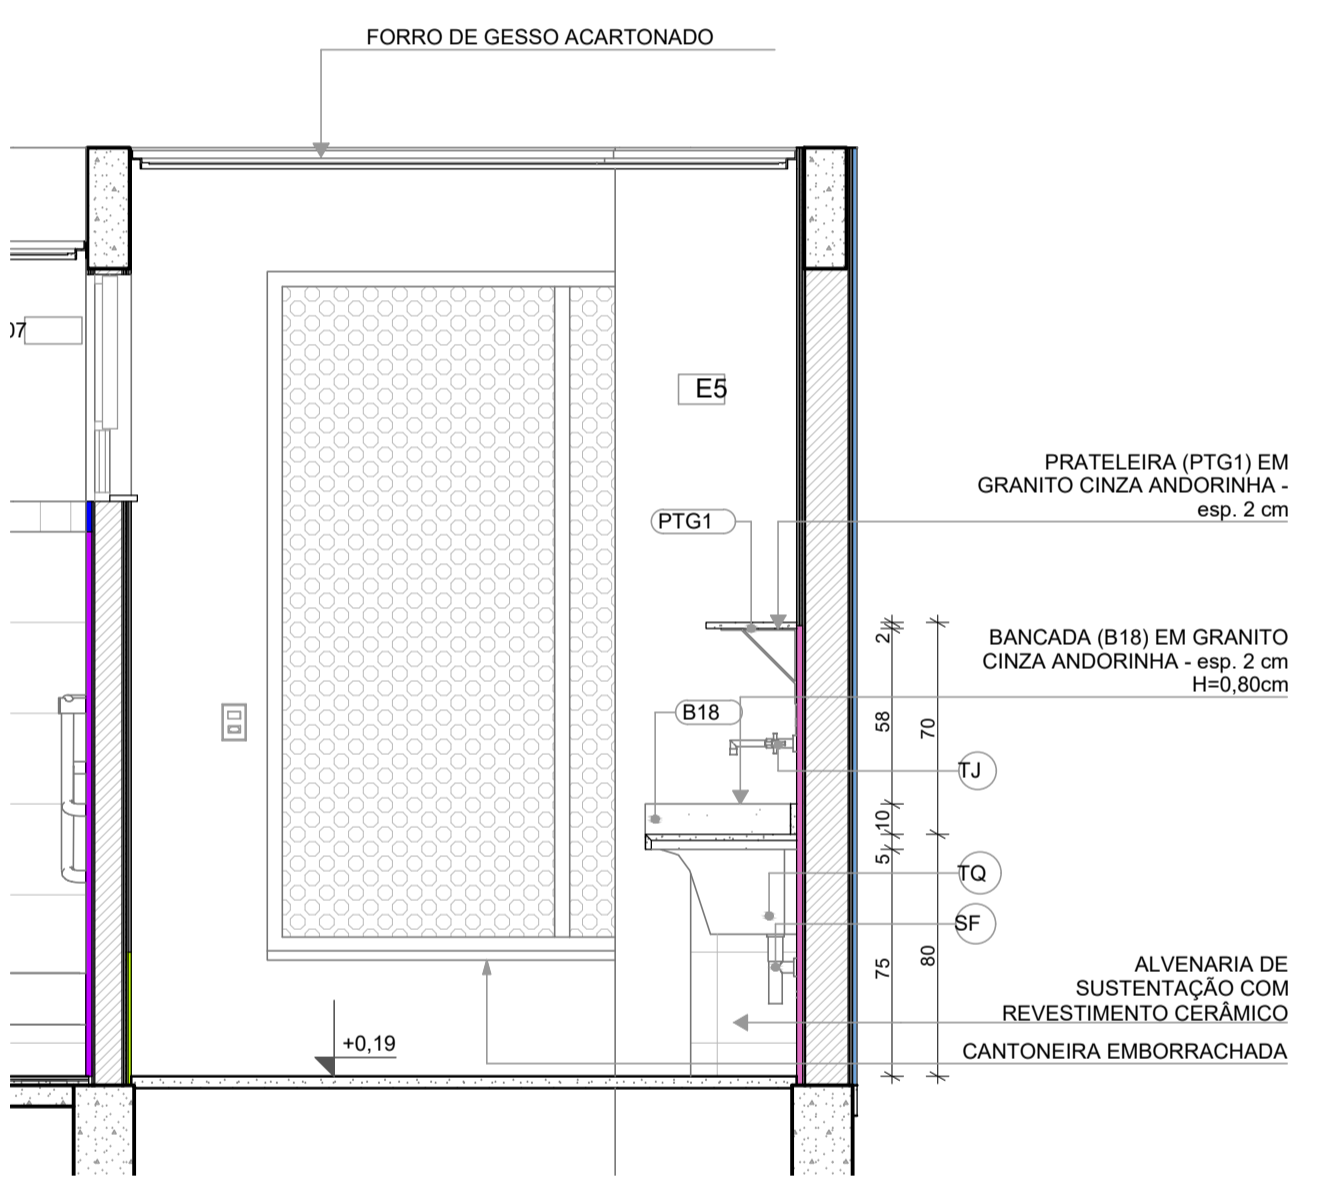 FORRO DE GESSO ACARTONADO
07
E5
PRATELEIRA (PTG1) EM
GRANITO CINZA ANDORINHA -
esp. 2 cm
PTG1
BANCADA (B18) EM GRANITO
CINZA ANDORINHA - esp. 2 cm
H=0,80cm
2
B18
58
70
TJ
10
5
TQ
SF
75
80
ALVENARIA DE
SUSTENTAÇÃO COM
REVESTIMENTO CERÂMICO
+0,19
CANTONEIRA EMBORRACHADA